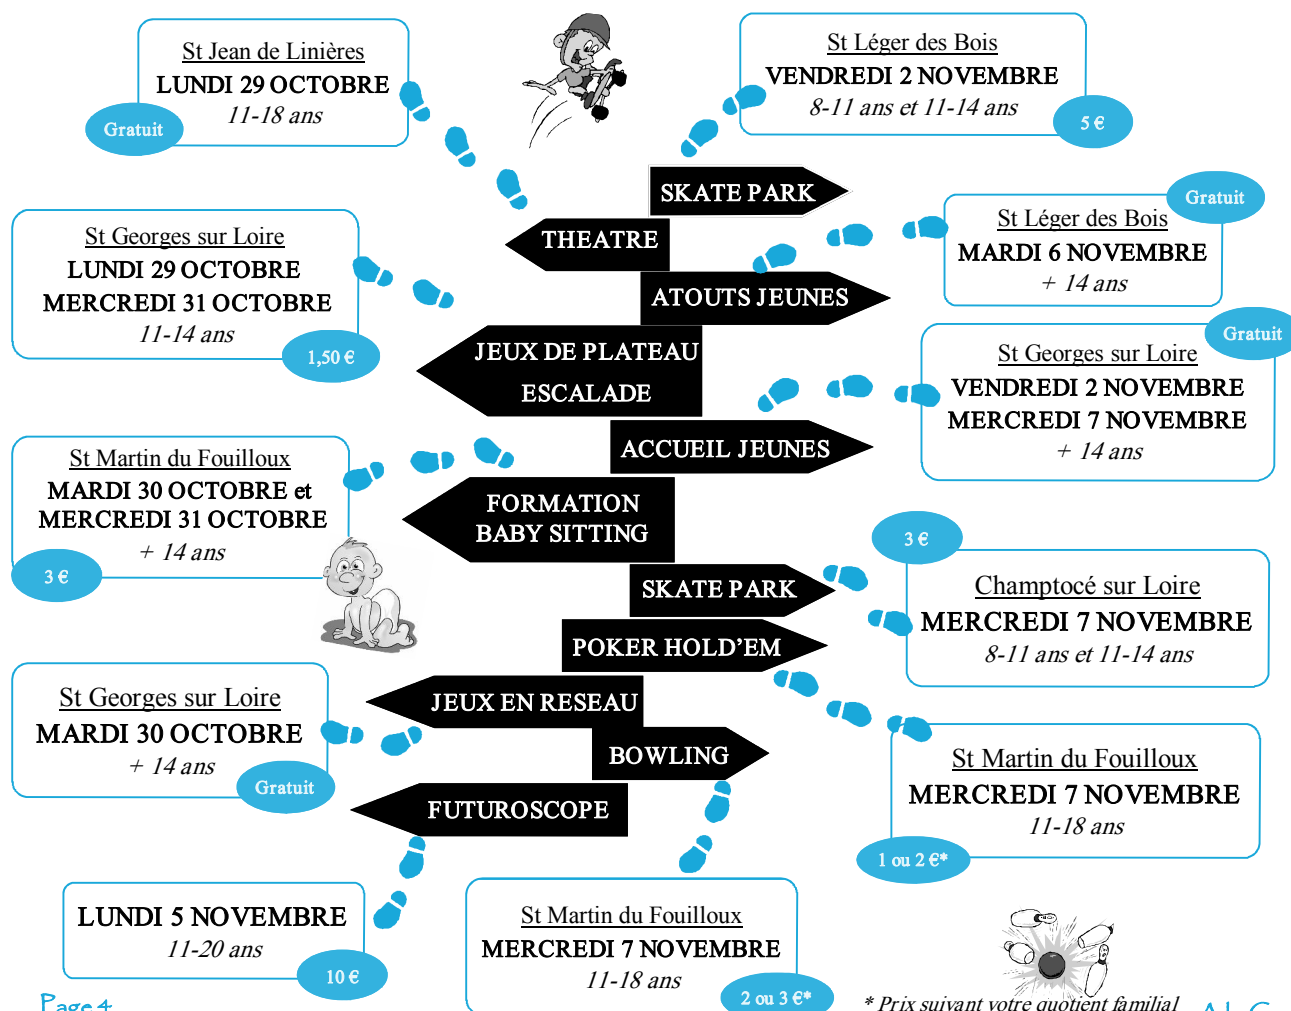 St Jean de Linières
LUNDI 29 OCTOBRE
11-18 ans
Gratuit
St Léger des Bois
VENDREDI 2 NOVEMBRE
8-11 ans et 11-14 ans
5 €
SKATE PARK
THEATRE
St Léger des Bois
MARDI 6 NOVEMBRE
+ 14 ans
Gratuit
ATOUTS JEUNES
St Georges sur Loire
LUNDI 29 OCTOBRE
MERCREDI 31 OCTOBRE
11-14 ans
1,50 €
JEUX DE PLATEAU
ESCALADE
St Georges sur Loire
VENDREDI 2 NOVEMBRE
MERCREDI 7 NOVEMBRE
+ 14 ans
Gratuit
ACCUEIL JEUNES
St Martin du Fouilloux
MARDI 30 OCTOBRE et
MERCREDI 31 OCTOBRE
+ 14 ans
3 €
FORMATION
BABY SITTING
SKATE PARK
3 €
Champtocé sur Loire
MERCREDI 7 NOVEMBRE
8-11 ans et 11-14 ans
POKER HOLD'EM
JEUX EN RESEAU
St Georges sur Loire
MARDI 30 OCTOBRE
+ 14 ans
Gratuit
BOWLING
St Martin du Fouilloux
MERCREDI 7 NOVEMBRE
11-18 ans
1 ou 2 €*
FUTUROSCOPE
LUNDI 5 NOVEMBRE
11-20 ans
10 €
St Martin du Fouilloux
MERCREDI 7 NOVEMBRE
11-18 ans
2 ou 3 €*
* Prix suivant votre quotient familial
Page 4